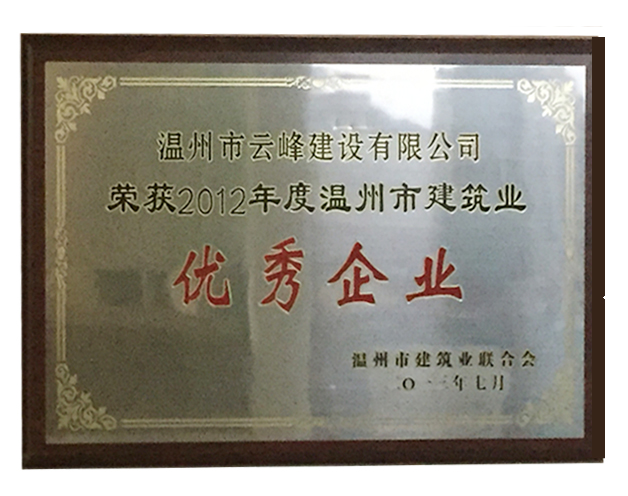 温州市云峰建设有限公司
荣获2012年度温州市建筑业
优秀企业
温州市建筑业联合会
二〇一三年七月